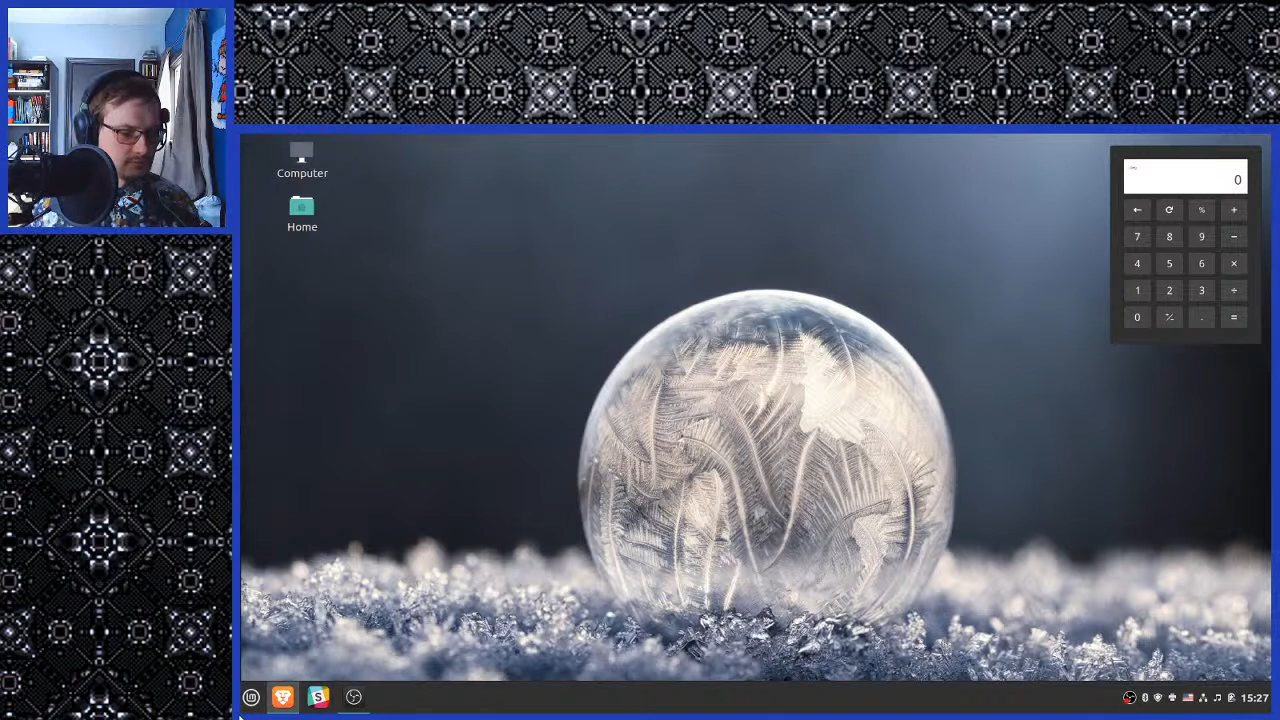 Computer
Home
0
← %  +
7 8 9 −
4 5 6 ×
1 2 3 ÷
0 . =
S
15:27